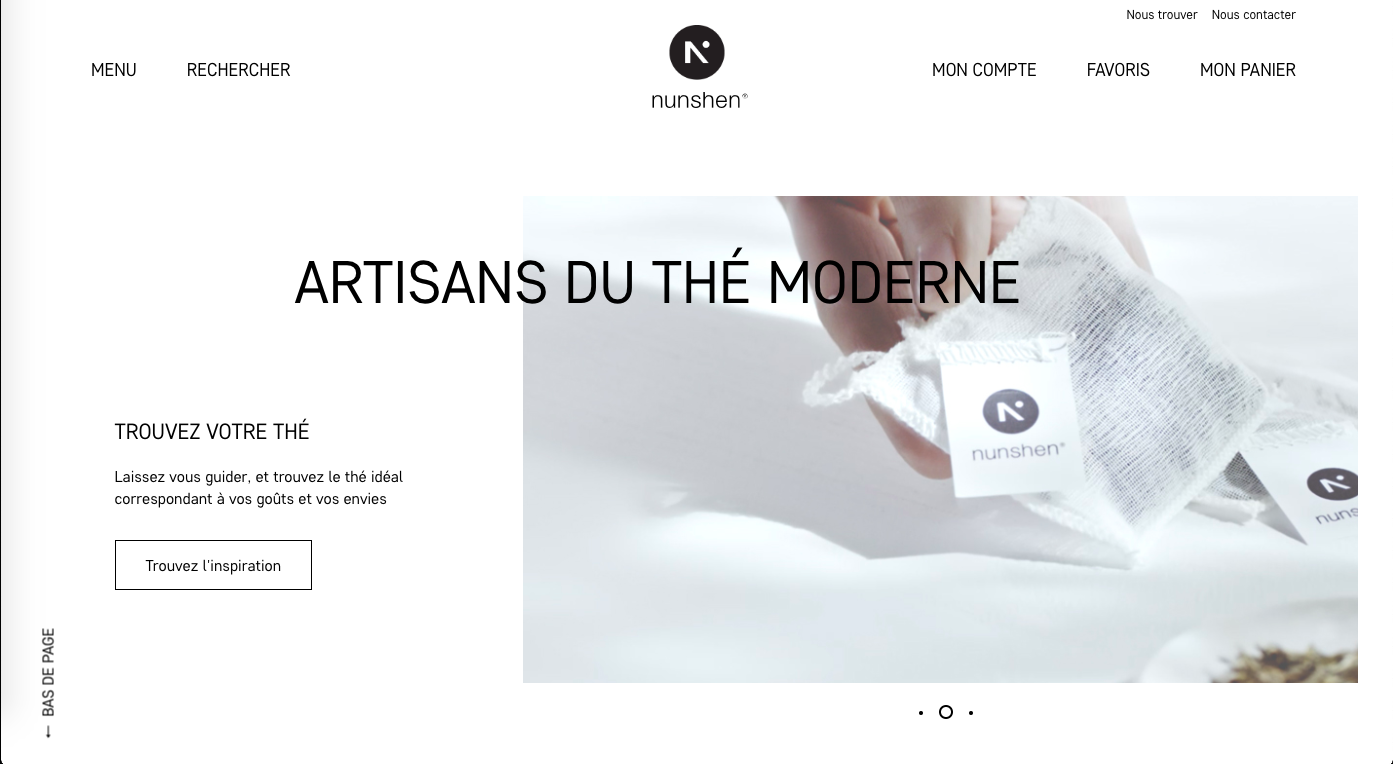 Nous trouver Nous contacter
MENU RECHERCHER
MON COMPTE FAVORIS MON PANIER
nunshen®
ARTISANS DU THÉ MODERNE
nunshen®
nuns
TROUVEZ VOTRE THÉ
Laissez vous guider, et trouvez le thé idéal
correspondant à vos goûts et vos envies
Trouvez l'inspiration
← BAS DE PAGE